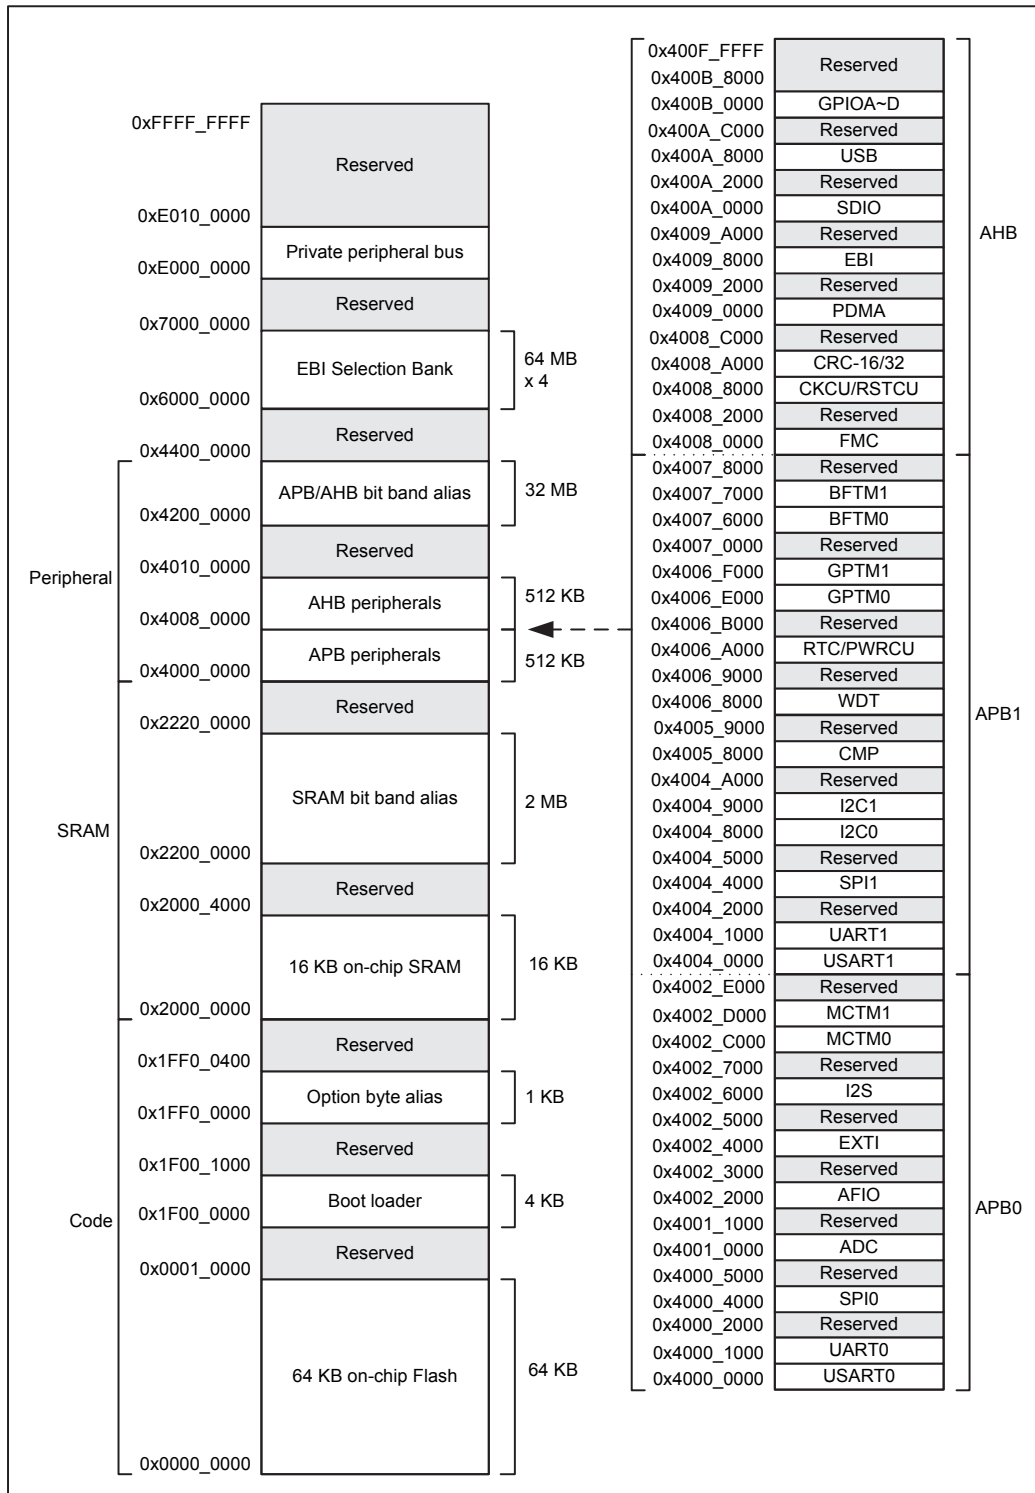 0xFFFF_FFFF
Reserved
0xE010_0000
Private peripheral bus
0xE000_0000
Reserved
0x7000_0000
EBI Selection Bank
64 MB
x 4
0x6000_0000
Reserved
0x4400_0000
APB/AHB bit band alias
32 MB
0x4200_0000
Reserved
0x4010_0000
Peripheral
AHB peripherals
512 KB
0x4008_0000
APB peripherals
512 KB
0x4000_0000
Reserved
0x2220_0000
SRAM bit band alias
2 MB
SRAM
0x2200_0000
Reserved
0x2000_4000
16 KB on-chip SRAM
16 KB
0x2000_0000
Reserved
0x1FF0_0400
Option byte alias
1 KB
0x1FF0_0000
Reserved
0x1F00_1000
Boot loader
4 KB
Code
0x1F00_0000
Reserved
0x0001_0000
64 KB on-chip Flash
64 KB
0x0000_0000
0x400F_FFFF
Reserved
0x400B_8000
0x400B_0000 GPIOA~D
0x400A_C000 Reserved
0x400A_8000 USB
0x400A_2000 Reserved
0x400A_0000 SDIO
0x4009_A000 Reserved
AHB
0x4009_8000 EBI
0x4009_2000 Reserved
0x4009_0000 PDMA
0x4008_C000 Reserved
0x4008_A000 CRC-16/32
0x4008_8000 CKCU/RSTCU
0x4008_2000 Reserved
0x4008_0000 FMC
0x4007_8000 Reserved
0x4007_7000 BFTM1
0x4007_6000 BFTM0
0x4007_0000 Reserved
0x4006_F000 GPTM1
0x4006_E000 GPTM0
0x4006_B000 Reserved
0x4006_A000 RTC/PWRCU
0x4006_9000 Reserved
0x4006_8000 WDT
APB1
0x4005_9000 Reserved
0x4005_8000 CMP
0x4004_A000 Reserved
0x4004_9000 I2C1
0x4004_8000 I2C0
0x4004_5000 Reserved
0x4004_4000 SPI1
0x4004_2000 Reserved
0x4004_1000 UART1
0x4004_0000 USART1
0x4002_E000 Reserved
0x4002_D000 MCTM1
0x4002_C000 MCTM0
0x4002_7000 Reserved
0x4002_6000 I2S
0x4002_5000 Reserved
0x4002_4000 EXTI
0x4002_3000 Reserved
0x4002_2000 AFIO
APB0
0x4001_1000 Reserved
0x4001_0000 ADC
0x4000_5000 Reserved
0x4000_4000 SPI0
0x4000_2000 Reserved
0x4000_1000 UART0
0x4000_0000 USART0